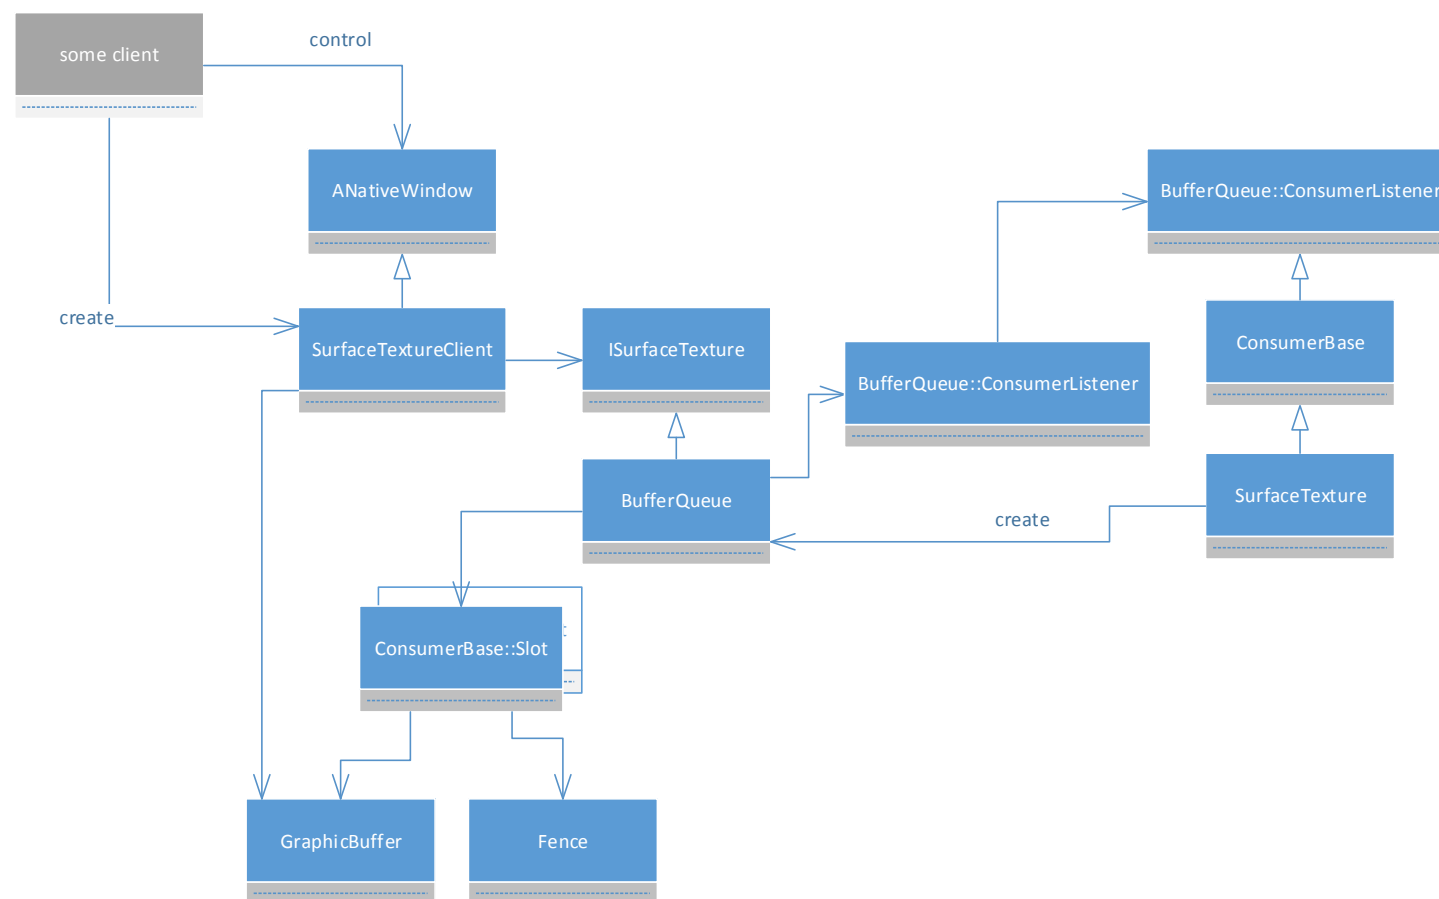 some client
control
ANativeWindow
BufferQueue::ConsumerListener
create
SurfaceTextureClient
ISurfaceTexture
BufferQueue::ConsumerListener
ConsumerBase
BufferQueue
create
SurfaceTexture
ConsumerBase::Slot
GraphicBuffer
Fence